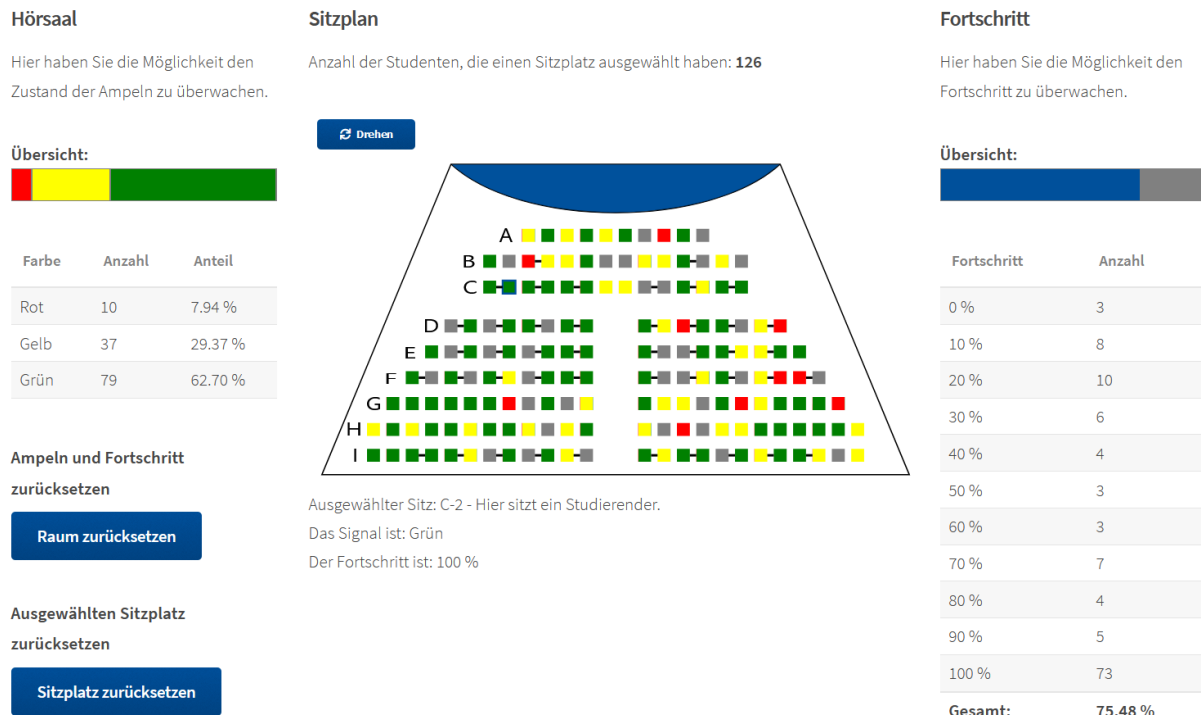 Hörsaal
Hier haben Sie die Möglichkeit den
Zustand der Ampeln zu überwachen.
Übersicht:
Farbe Anzahl Anteil
Rot 10 7.94 %
Gelb 37 29.37 %
Grün 79 62.70 %
Ampeln und Fortschritt
zurücksetzen
Raum zurücksetzen
Ausgewählten Sitzplatz
zurücksetzen
Sitzplatz zurücksetzen
Sitzplan
Anzahl der Studenten, die einen Sitzplatz ausgewählt haben: 126
Drehen
A
B
C
D
E
F
G
H
I
Ausgewählter Sitz: C-2 - Hier sitzt ein Studierender.
Das Signal ist: Grün
Der Fortschritt ist: 100 %
Fortschritt
Hier haben Sie die Möglichkeit den
Fortschritt zu überwachen.
Übersicht:
Fortschritt Anzahl
0 % 3
10 % 8
20 % 10
30 % 6
40 % 4
50 % 3
60 % 3
70 % 7
80 % 4
90 % 5
100 % 73
Gesamt: 75.48 %